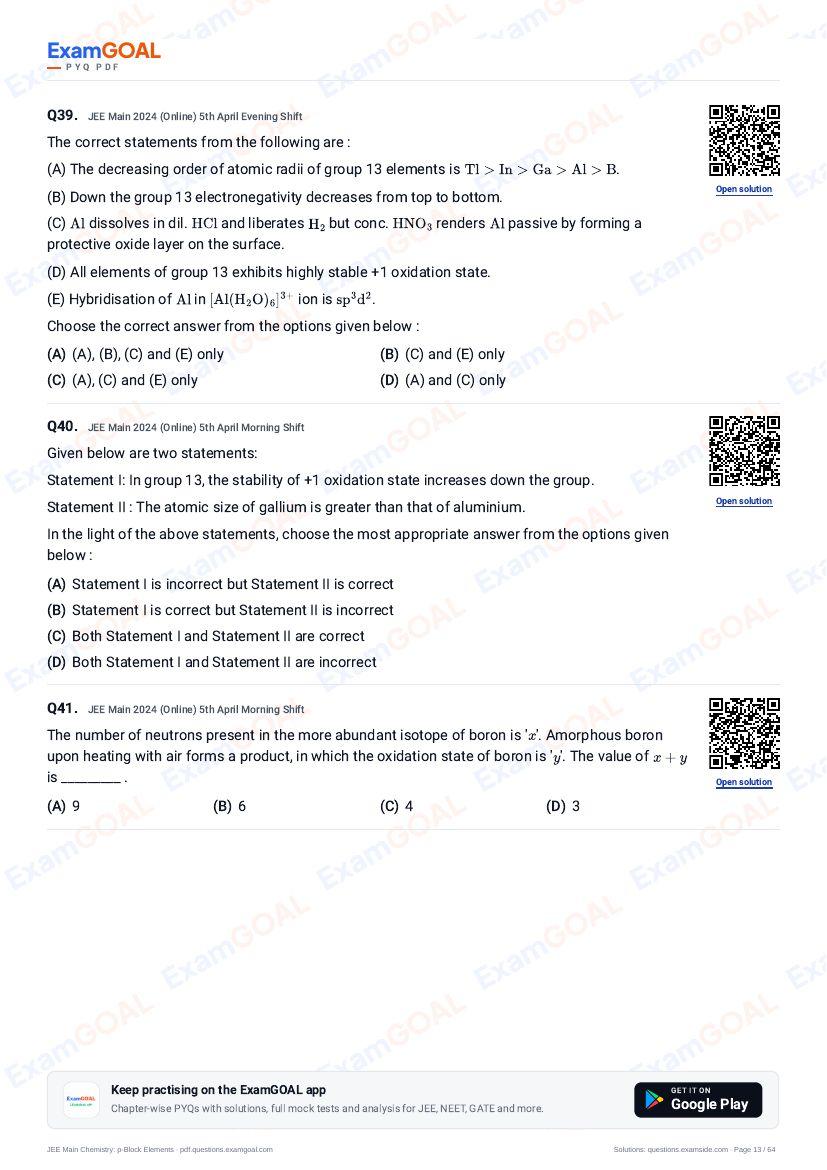 ExamGOAL
PYQ PDF
Q39. JEE Main 2024 (Online) 5th April Evening Shift
The correct statements from the following are :
(A) The decreasing order of atomic radii of group 13 elements is Tl > In > Ga > Al > B.
(B) Down the group 13 electronegativity decreases from top to bottom.
(C) Al dissolves in dil. HCl and liberates H₂ but conc. HNO₃ renders Al passive by forming a
protective oxide layer on the surface.
(D) All elements of group 13 exhibits highly stable +1 oxidation state.
(E) Hybridisation of Al in [Al(H₂O)₆]³⁺ ion is sp³d².
Choose the correct answer from the options given below :
(A) (A), (B), (C) and (E) only (B) (C) and (E) only
(C) (A), (C) and (E) only (D) (A) and (C) only
Open solution
Q40. JEE Main 2024 (Online) 5th April Morning Shift
Given below are two statements:
Statement I: In group 13, the stability of +1 oxidation state increases down the group.
Statement II : The atomic size of gallium is greater than that of aluminium.
In the light of the above statements, choose the most appropriate answer from the options given
below :
(A) Statement I is incorrect but Statement II is correct
(B) Statement I is correct but Statement II is incorrect
(C) Both Statement I and Statement II are correct
(D) Both Statement I and Statement II are incorrect
Open solution
Q41. JEE Main 2024 (Online) 5th April Morning Shift
The number of neutrons present in the more abundant isotope of boron is 'x'. Amorphous boron
upon heating with air forms a product, in which the oxidation state of boron is 'y'. The value of x + y
is _________ .
(A) 9 (B) 6 (C) 4 (D) 3
Open solution
Keep practising on the ExamGOAL app
Chapter-wise PYQs with solutions, full mock tests and analysis for JEE, NEET, GATE and more.
GET IT ON
Google Play
JEE Main Chemistry: p-Block Elements · pdf.questions.examgoal.com Solutions: questions.examside.com · Page 13 / 64